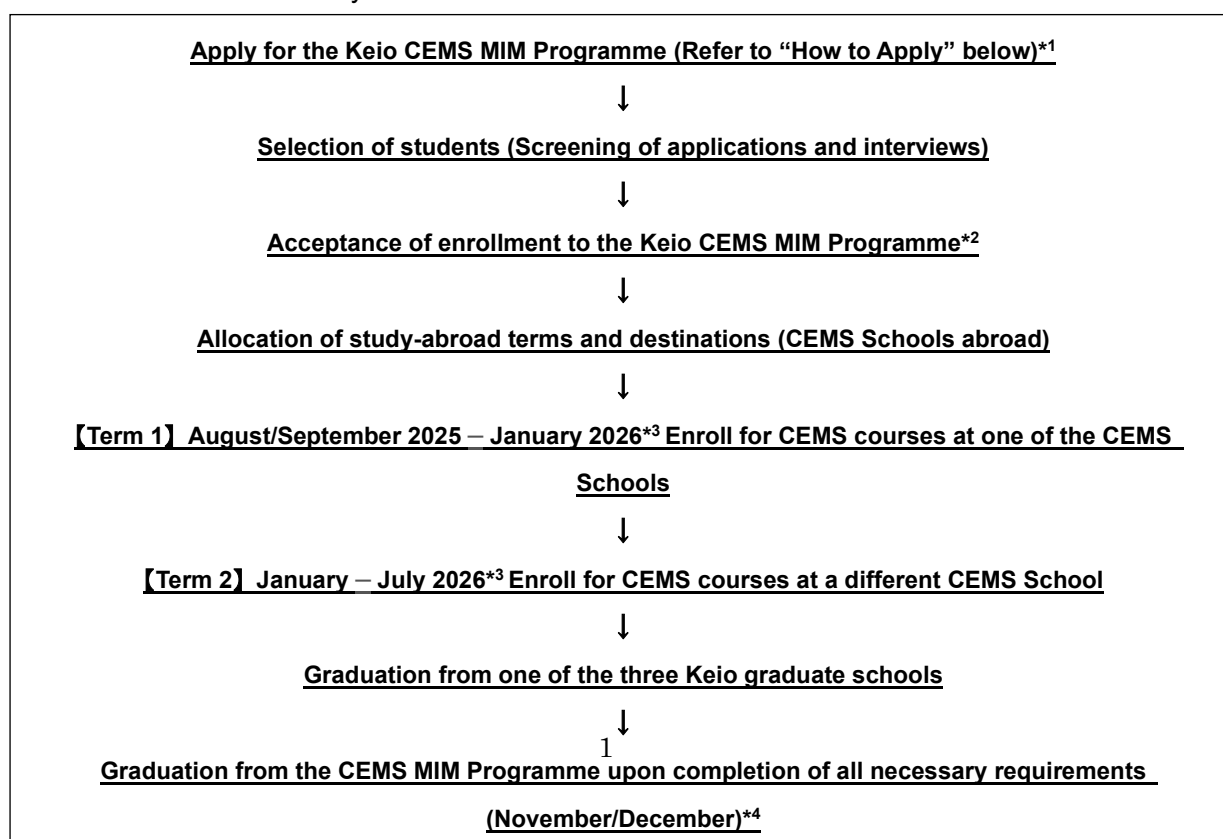 Apply for the Keio CEMS MIM Programme (Refer to “How to Apply” below)*1
↓
Selection of students (Screening of applications and interviews)
↓
Acceptance of enrollment to the Keio CEMS MIM Programme*2
↓
Allocation of study-abroad terms and destinations (CEMS Schools abroad)
↓
【Term 1】 August/September 2025 – January 2026*3 Enroll for CEMS courses at one of the CEMS
Schools
↓
【Term 2】 January – July 2026*3 Enroll for CEMS courses at a different CEMS School
↓
Graduation from one of the three Keio graduate schools
↓
1
Graduation from the CEMS MIM Programme upon completion of all necessary requirements
(November/December)*4